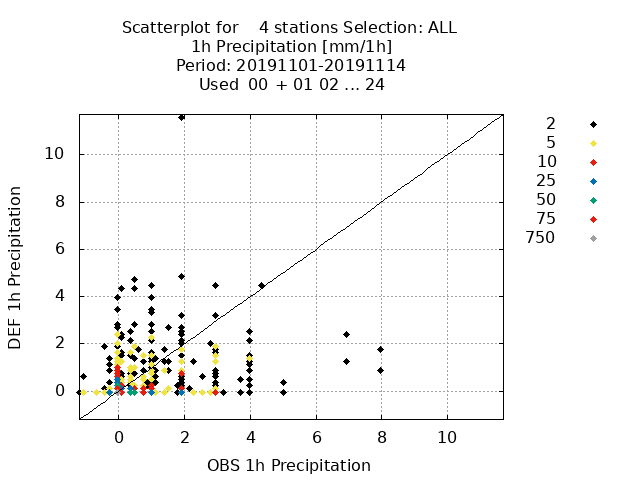 Scatterplot for    4 stations Selection: ALL
1h Precipitation [mm/1h]
Period: 20191101-20191114
Used  00 + 01 02 ... 24
2
5
10
25
50
75
750
DEF 1h Precipitation
10
8
6
4
2
0
0 2 4 6 8 10
OBS 1h Precipitation